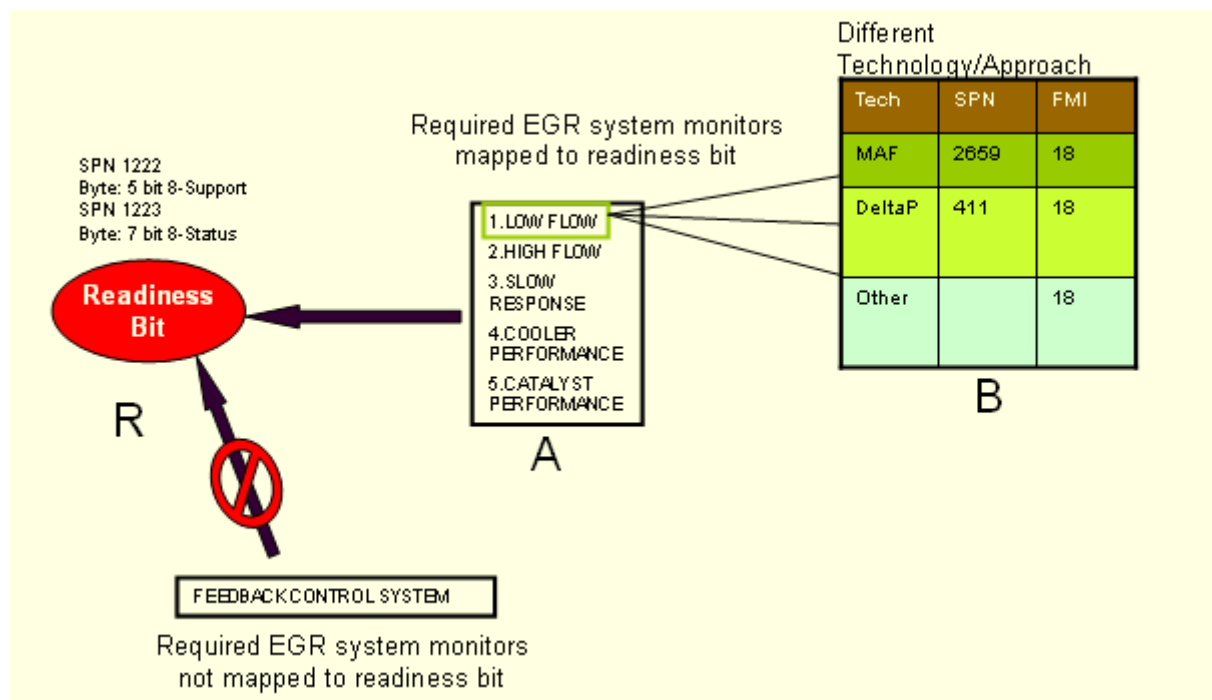 Different
Technology/Approach
Tech SPN FMI
MAF 2659 18
DeltaP 411 18
Other 18
B
Required EGR system monitors
mapped to readiness bit
1.LOW FLOW
2.HIGH FLOW
3.SLOW
RESPONSE
4.COOLER
PERFORMANCE
5.CATALYST
PERFORMANCE
A
SPN 1222
Byte: 5 bit 8-Support
SPN 1223
Byte: 7 bit 8-Status
Readiness
Bit
R
FEEDBACK CONTROL SYSTEM
Required EGR system monitors
not mapped to readiness bit